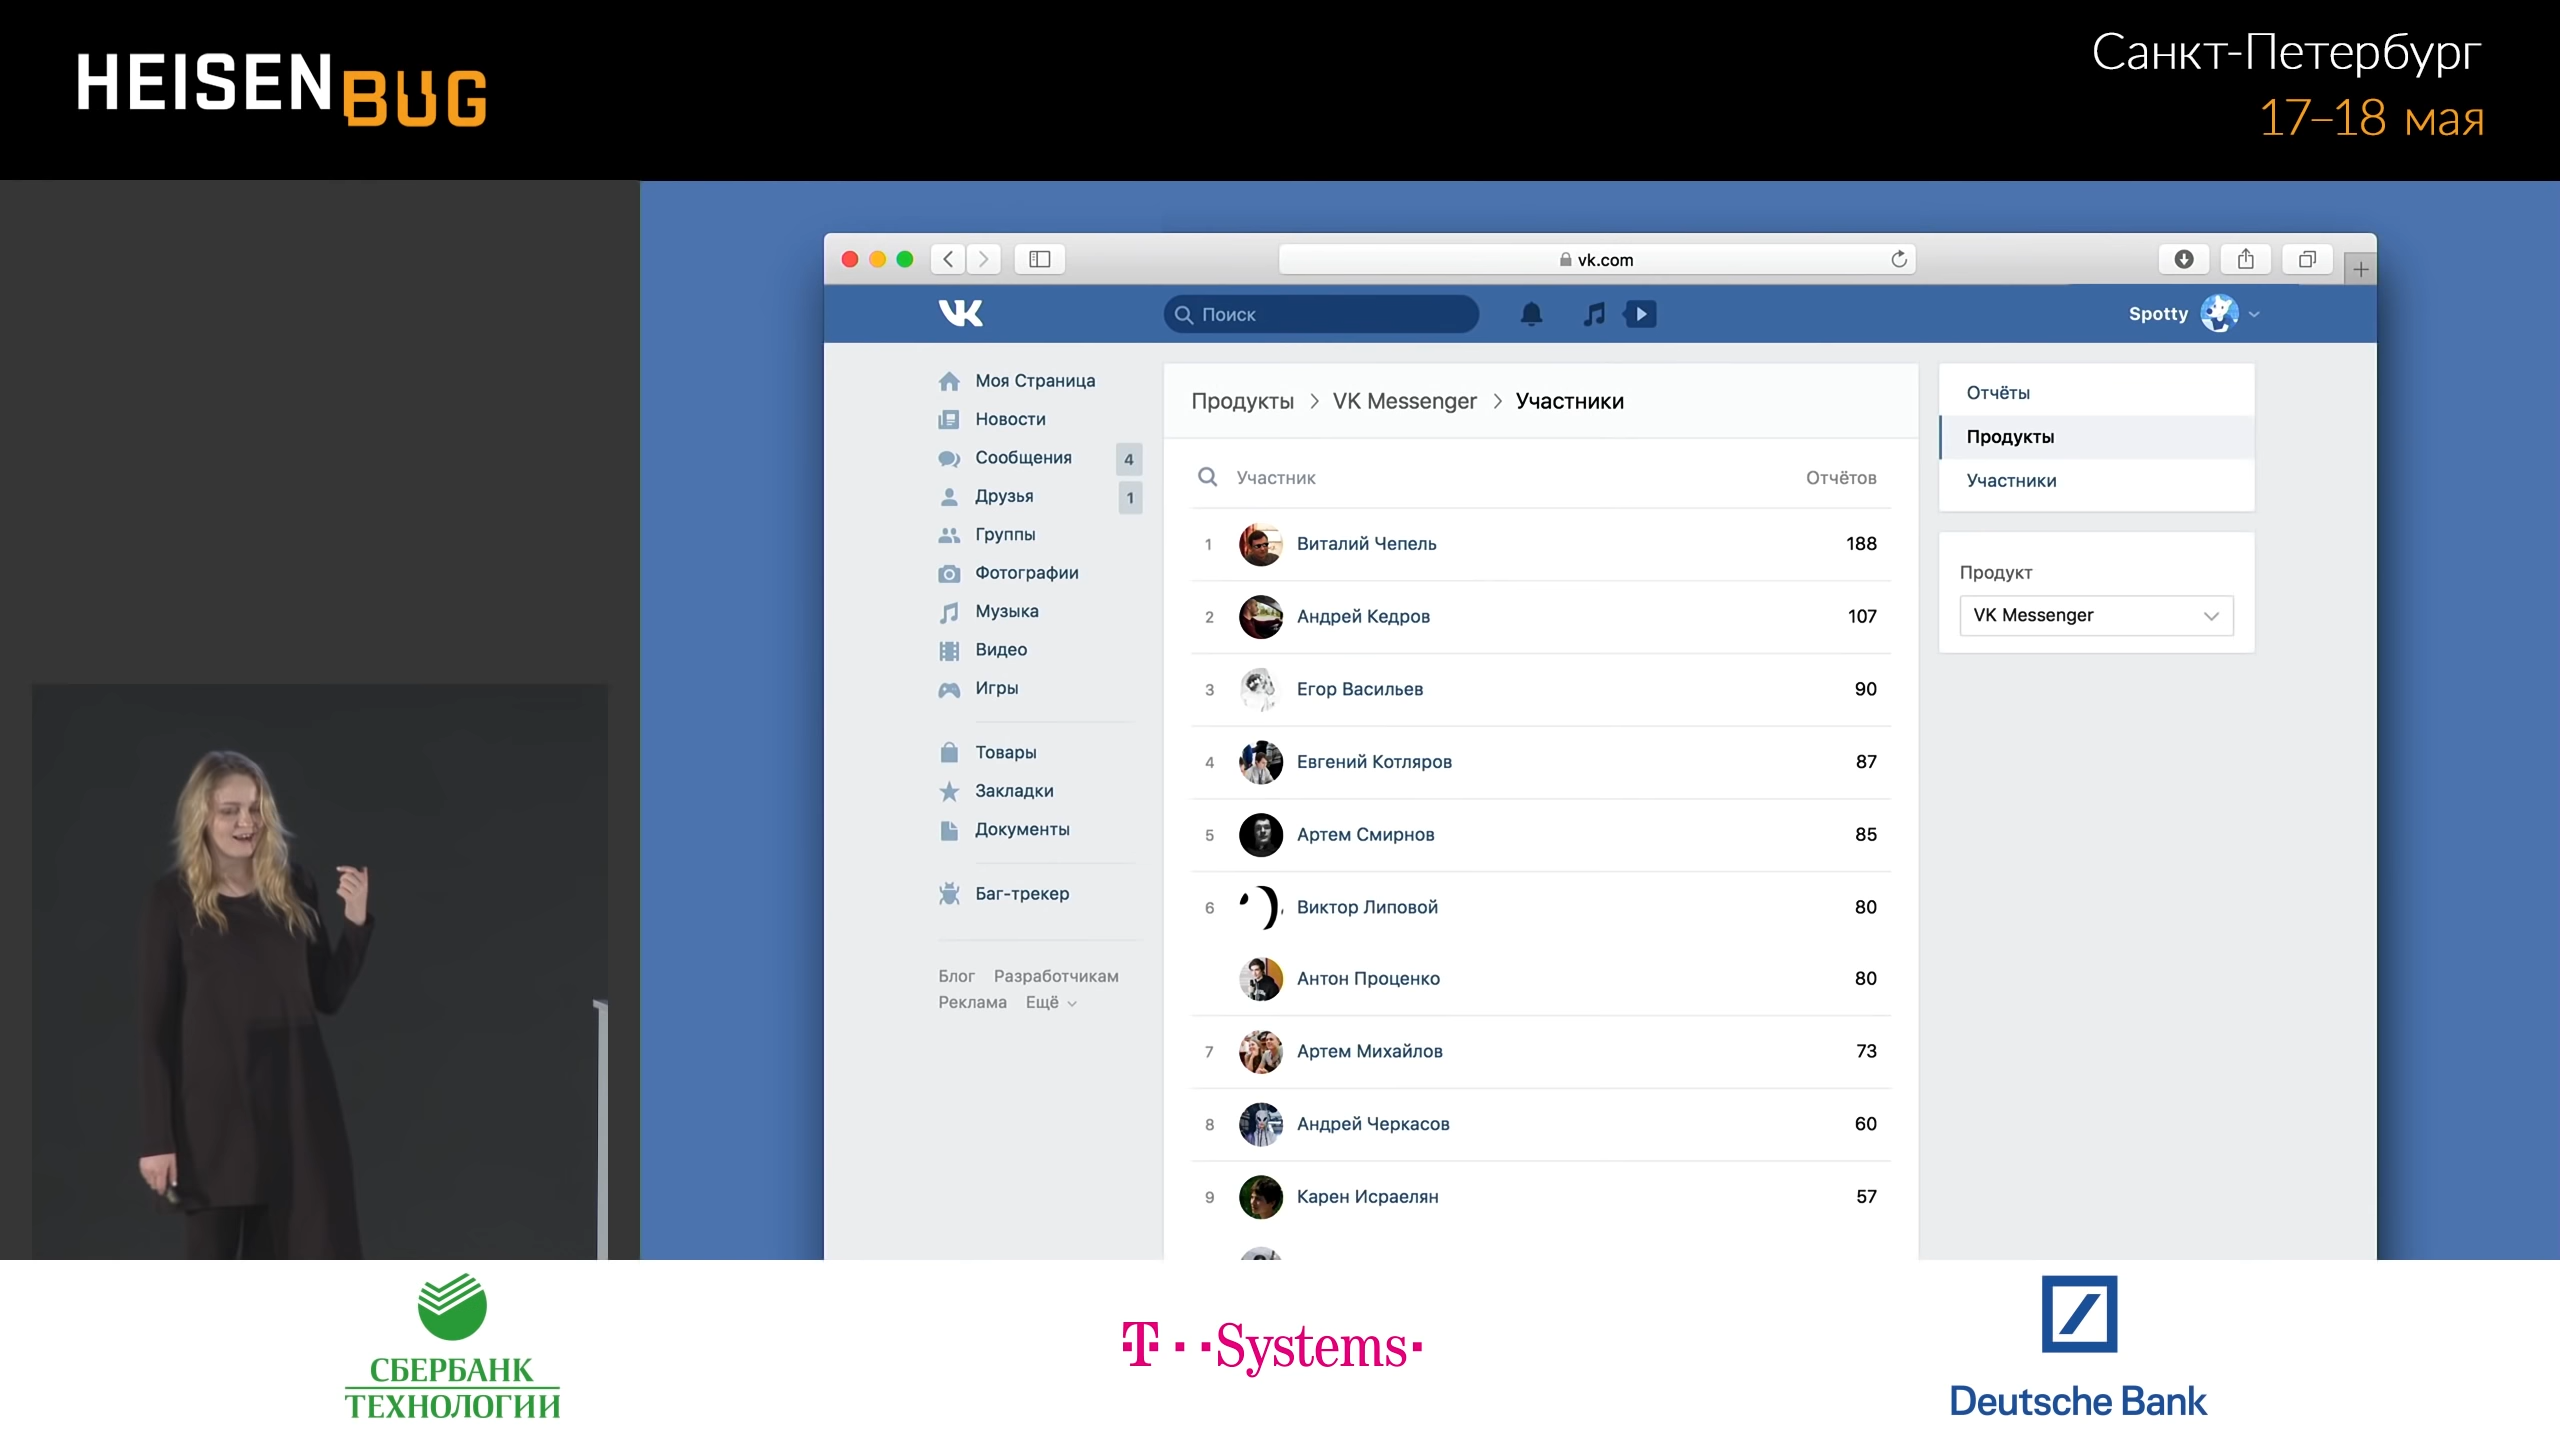 HEISENBUG
Санкт-Петербург
17–18 мая
vk.com
Поиск
Spotty
Моя Страница
Новости
Сообщения 4
Друзья 1
Группы
Фотографии
Музыка
Видео
Игры
Товары
Закладки
Документы
Баг-трекер
Блог Разработчикам
Реклама Ещё
Продукты > VK Messenger > Участники
Участник Отчётов
1 Виталий Чепель 188
2 Андрей Кедров 107
3 Егор Васильев 90
4 Евгений Котляров 87
5 Артем Смирнов 85
6 Виктор Липовой 80
Антон Проценко 80
7 Артем Михайлов 73
8 Андрей Черкасов 60
9 Карен Исраелян 57
Отчёты
Продукты
Участники
Продукт
VK Messenger
СБЕРБАНК
ТЕХНОЛОГИИ
T··Systems·
Deutsche Bank